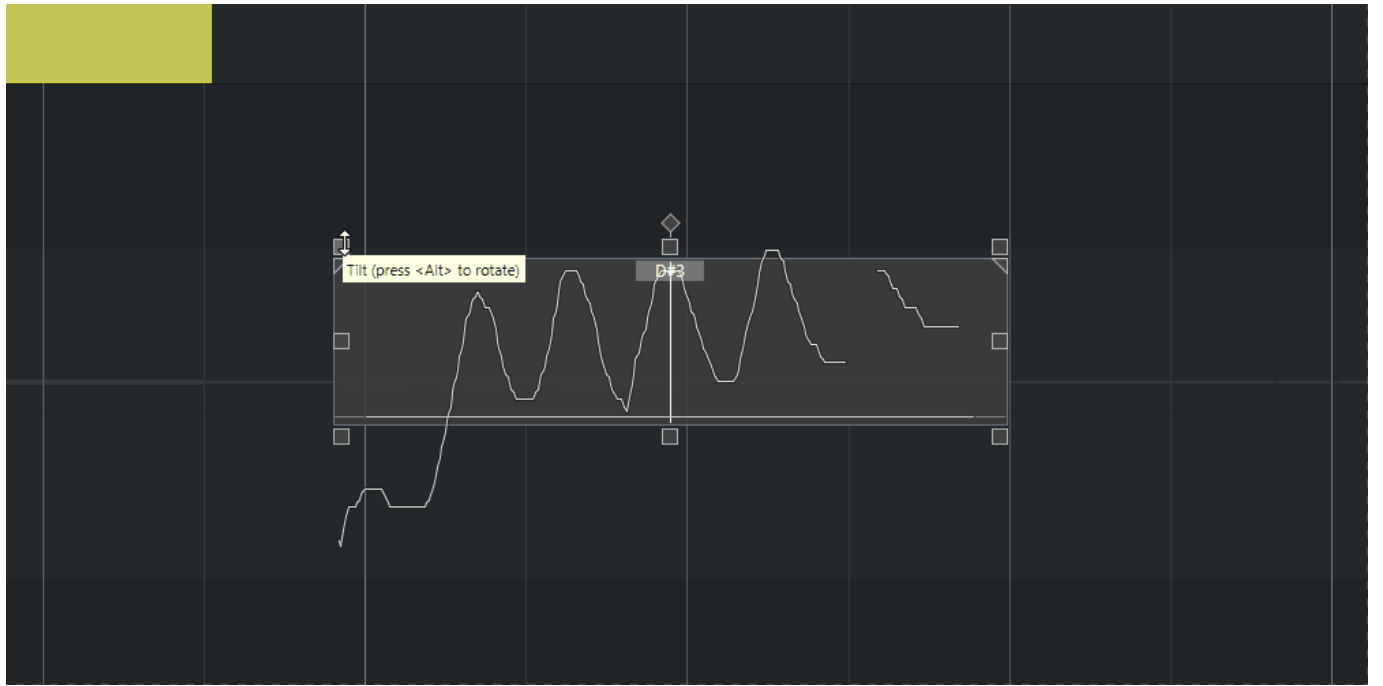 Tilt (press <Alt> to rotate)
D#3